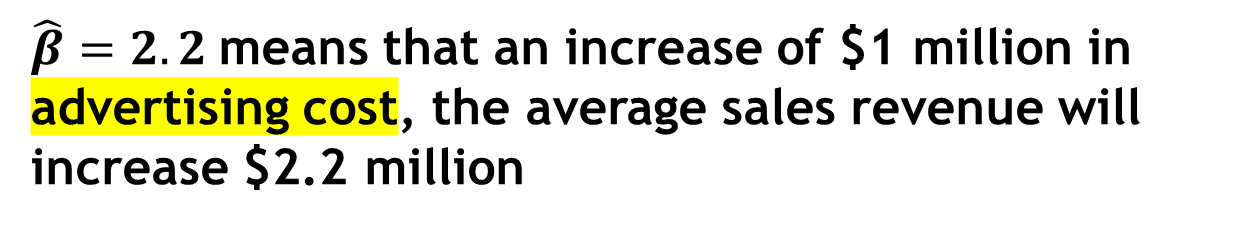 β̂ = 2.2 means that an increase of $1 million in
advertising cost, the average sales revenue will
increase $2.2 million